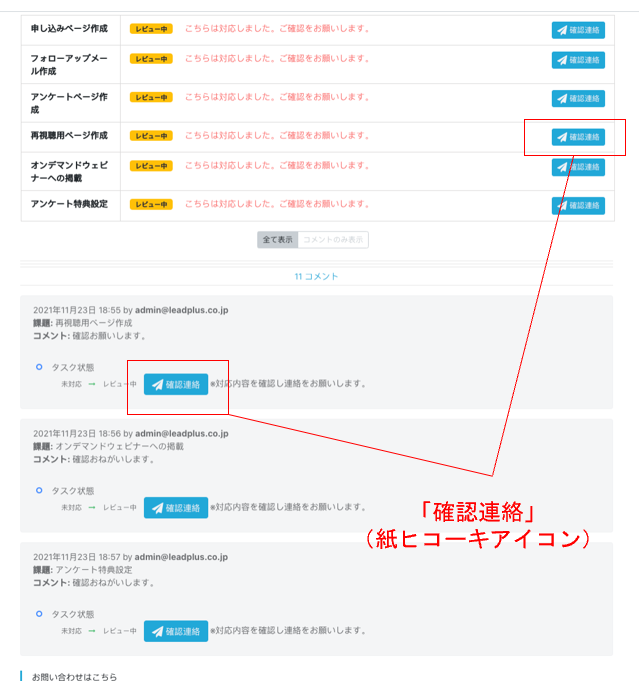 申し込みページ作成 レビュー中 こちらは対応しました。ご確認をお願いします。 確認連絡
フォローアップメー
ル作成 レビュー中 こちらは対応しました。ご確認をお願いします。 確認連絡
アンケートページ作
成 レビュー中 こちらは対応しました。ご確認をお願いします。 確認連絡
再視聴用ページ作成 レビュー中 こちらは対応しました。ご確認をお願いします。 確認連絡
オンデマンドウェビ
ナーへの掲載 レビュー中 こちらは対応しました。ご確認をお願いします。 確認連絡
アンケート特典設定 レビュー中 こちらは対応しました。ご確認をお願いします。 確認連絡
全て表示 コメントのみ表示
11 コメント
2021年11月23日 18:55 by admin@leadplus.co.jp
課題: 再視聴用ページ作成
コメント: 確認お願いします。
タスク状態
未対応 → レビュー中 確認連絡 ※対応内容を確認し連絡をお願いします。
2021年11月23日 18:56 by admin@leadplus.co.jp
課題: オンデマンドウェビナーへの掲載
コメント: 確認おねがいします。
タスク状態
未対応 → レビュー中 確認連絡 ※対応内容を確認し連絡をお願いします。
「確認連絡」
（紙ヒコーキアイコン）
2021年11月23日 18:57 by admin@leadplus.co.jp
課題: アンケート特典設定
コメント: 確認おねがいします。
タスク状態
未対応 → レビュー中 確認連絡 ※対応内容を確認し連絡をお願いします。
お問い合わせはこちら